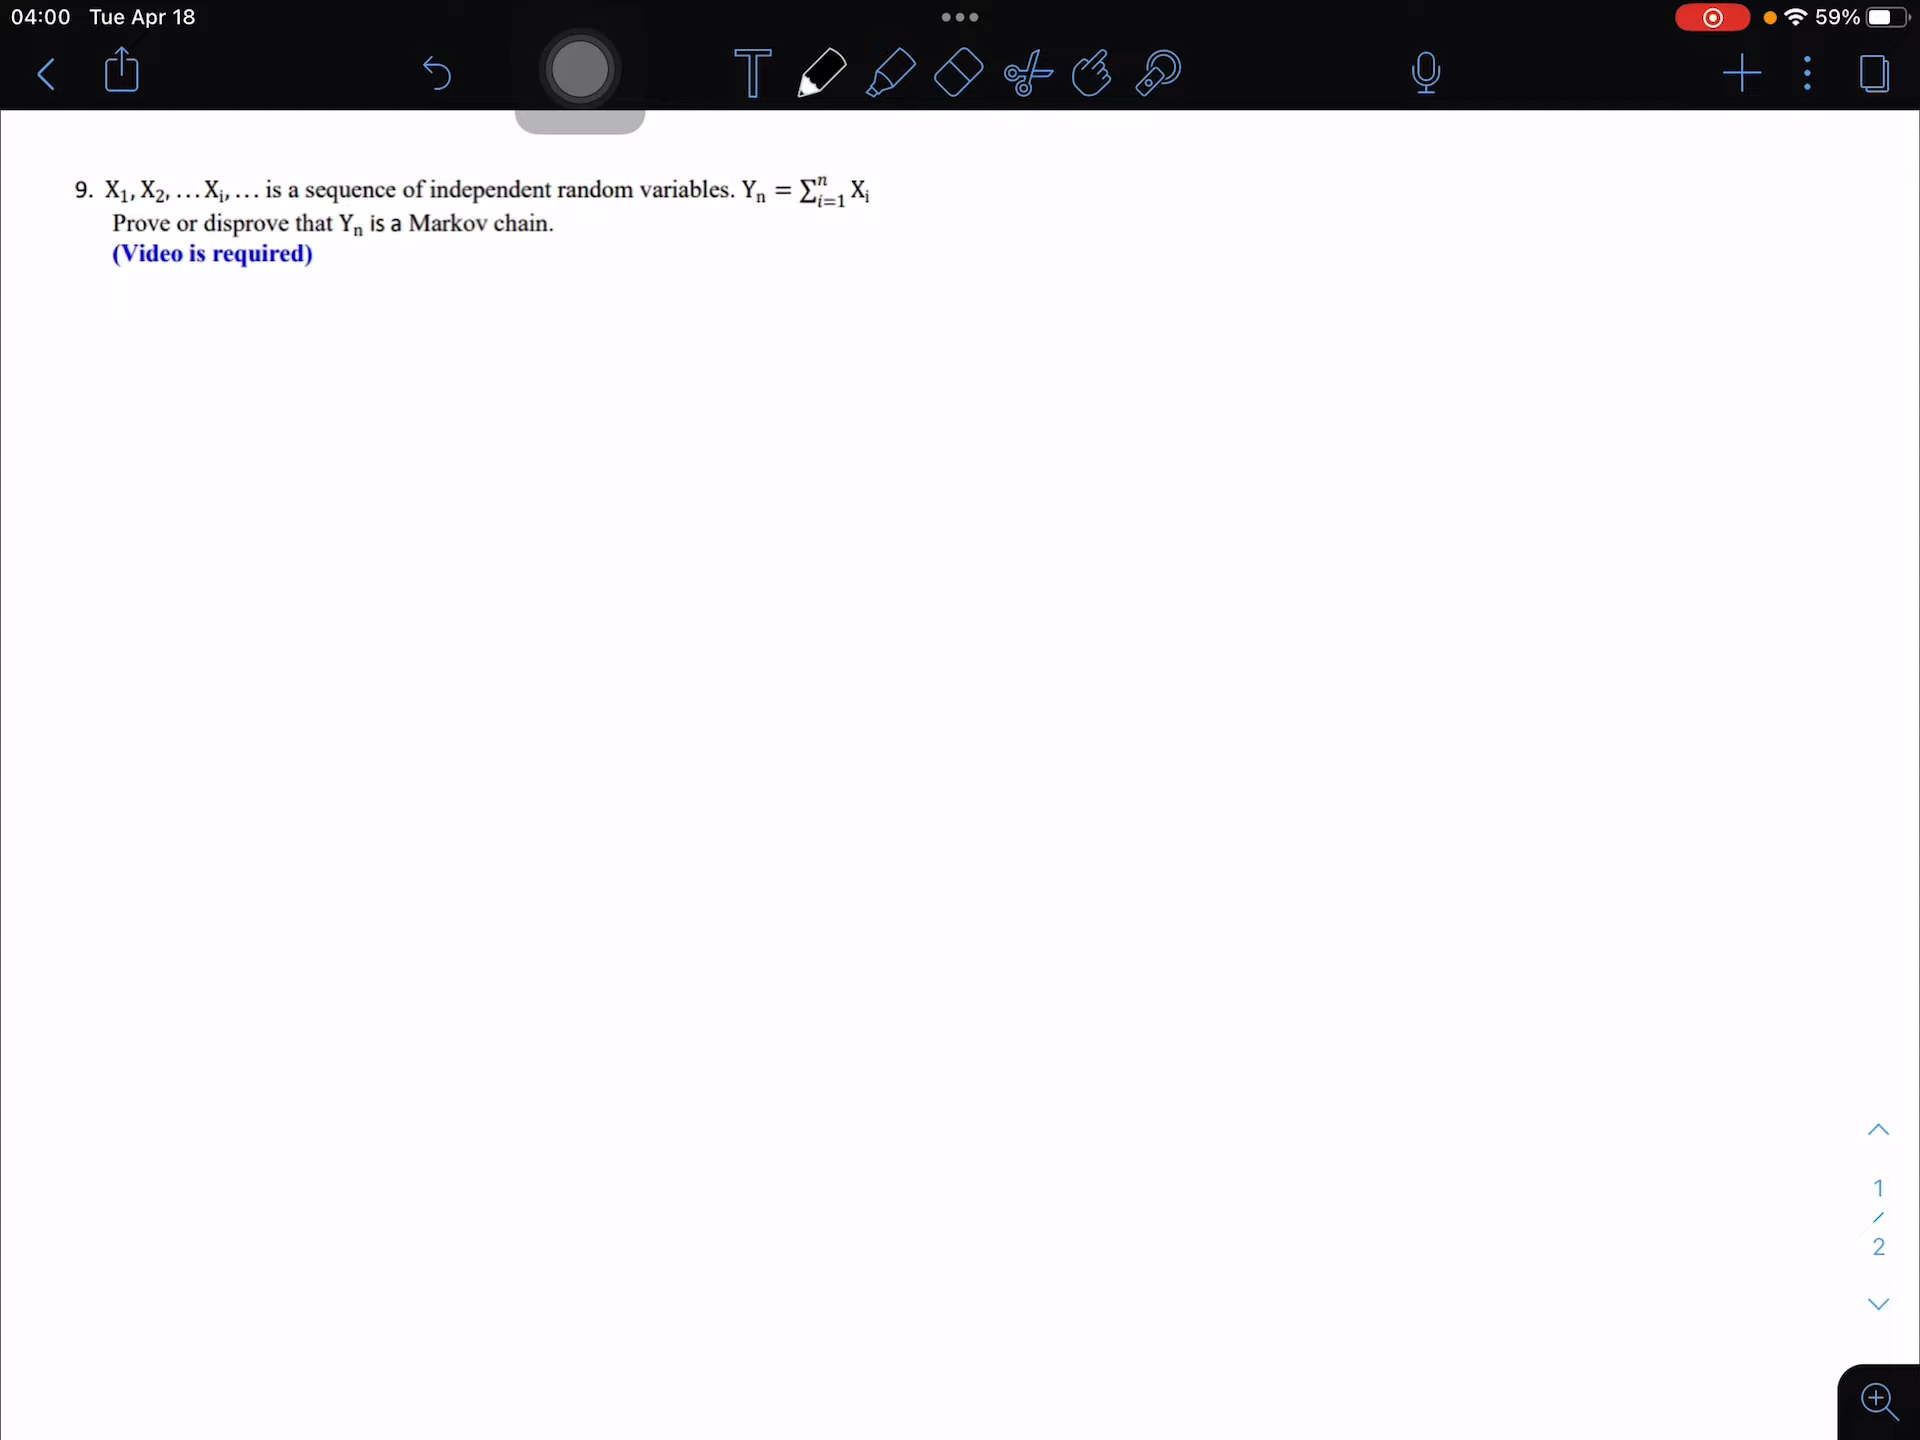 04:00 Tue Apr 18
59%
9. X₁, X₂, …Xᵢ, … is a sequence of independent random variables. Yₙ = ∑ⁿᵢ₌₁ Xᵢ
Prove or disprove that Yₙ is a Markov chain.
(Video is required)
1
/
2